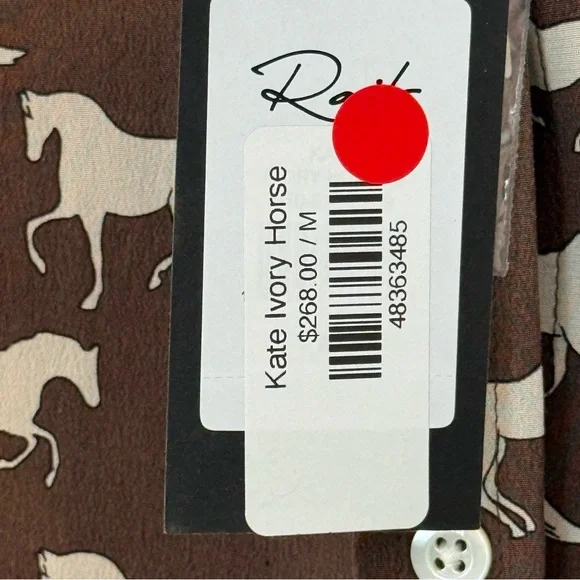 Kate Ivory Horse
$268.00 / M
48363485